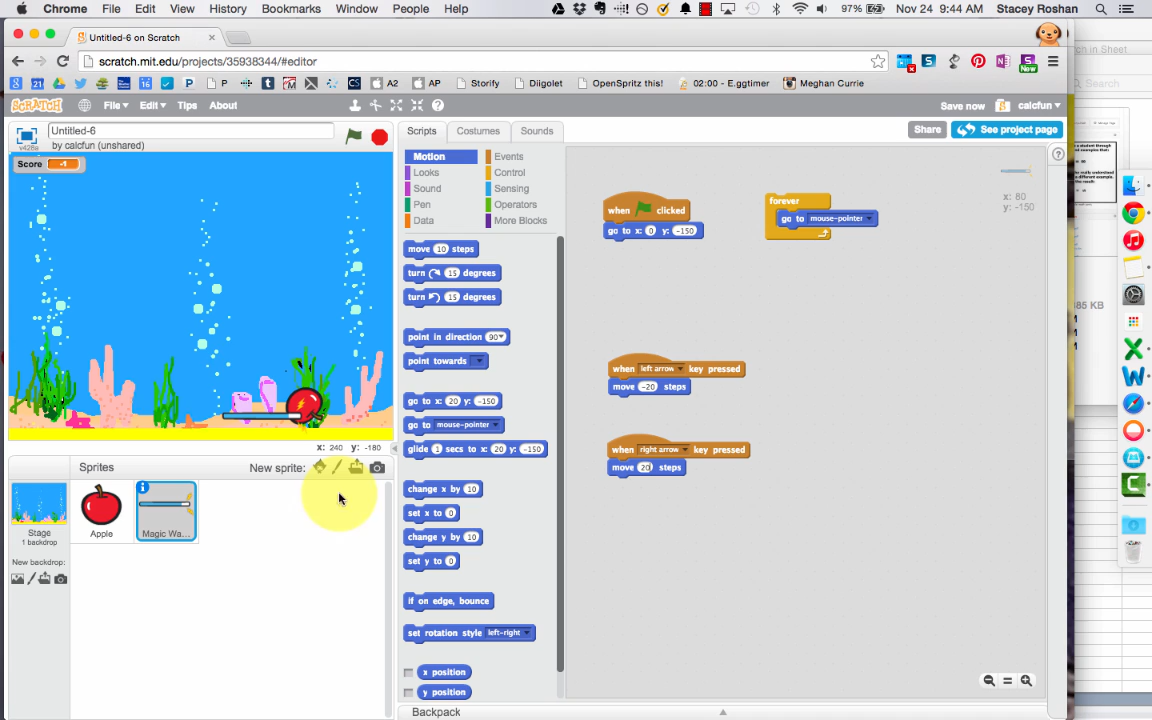 Chrome File Edit View History Bookmarks Window People Help 97% Nov 24 9:44 AM Stacey Roshan
Untitled-6 on Scratch
scratch.mit.edu/projects/35938344/#editor
P A2 AP Storify Diigolet OpenSpritz this! 02:00 - E.ggtimer Meghan Currie
SCRATCH File Edit Tips About Save now calcfun
Untitled-6
by calcfun (unshared)
v428a
Scripts Costumes Sounds
Share See project page
Score -1
Motion Events
Looks Control
Sound Sensing
Pen Operators
Data More Blocks
move 10 steps
turn 15 degrees
turn 15 degrees
point in direction 90
point towards
go to x: 20 y: -150
go to mouse-pointer
glide 1 secs to x: 20 y: -150
change x by 10
set x to 0
change y by 10
set y to 0
if on edge, bounce
set rotation style left-right
x position
y position
when clicked
go to x: 0 y: -150
forever
go to mouse-pointer
x: 80
y: -150
when left arrow key pressed
move -20 steps
when right arrow key pressed
move 20 steps
x: 240 y: -180
Sprites New sprite:
Stage
1 backdrop
New backdrop:
Apple
Magic Wa...
Backpack